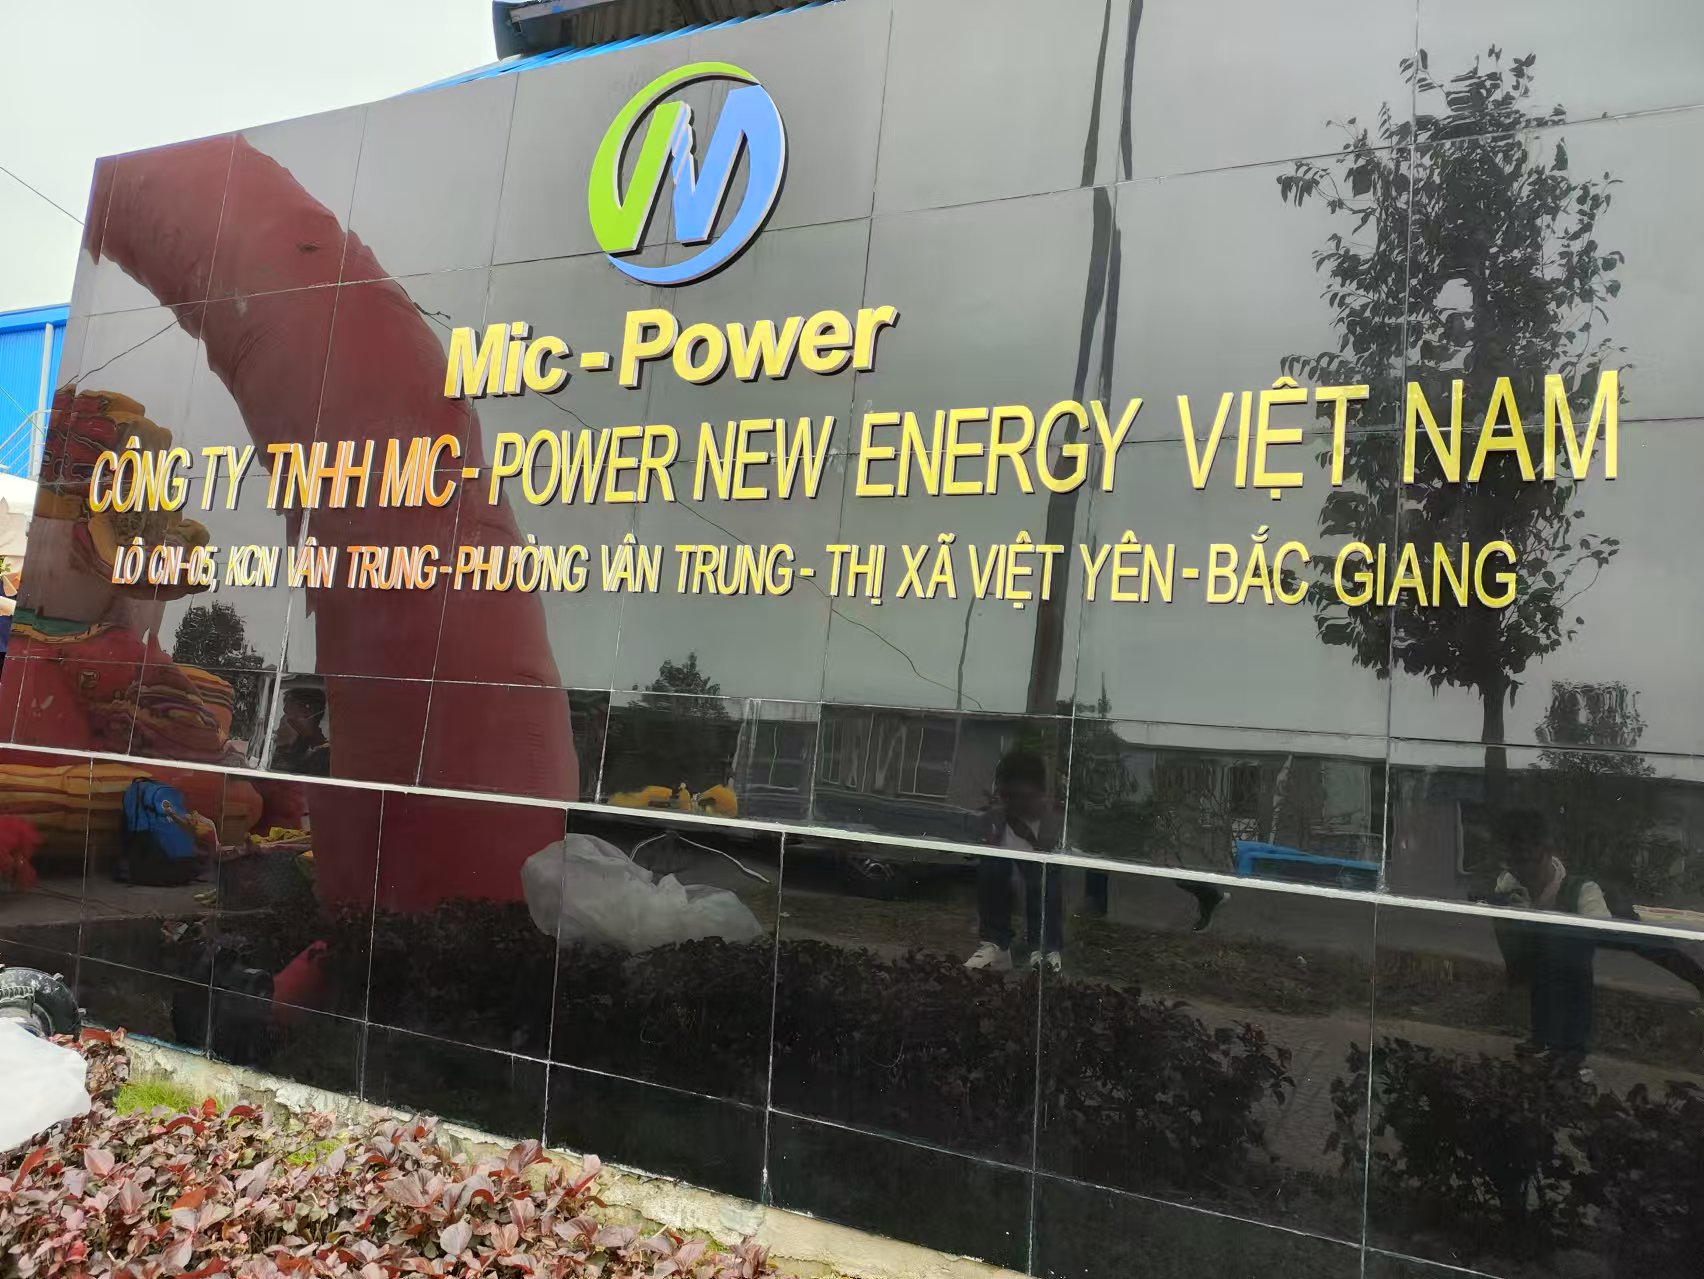 Mic-Power
CÔNG TY TNHH MIC-POWER NEW ENERGY VIỆT NAM
LÔ CN-05, KCN VÂN TRUNG-PHƯỜNG VÂN TRUNG-THỊ XÃ VIỆT YÊN-BẮC GIANG